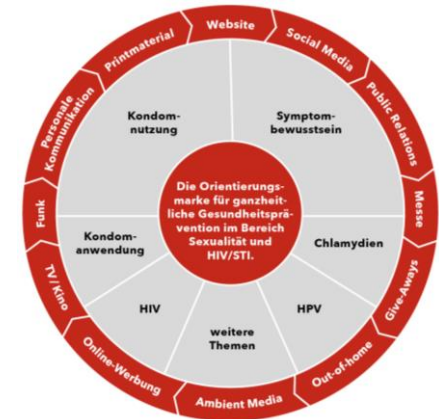 Website
Social Media
Public Relations
Messe
Give-Aways
Out-of-home
Ambient Media
Online-Werbung
TV/Kino
Funk
Personale
Kommunikation
Printmaterial
Kondom-
nutzung
Symptom-
bewusstsein
Die Orientierungs-
marke für ganzheit-
liche Gesundheitsprä-
vention im Bereich
Sexualität und
HIV/STI.
Kondom-
anwendung
Chlamydien
HIV
HPV
weitere
Themen